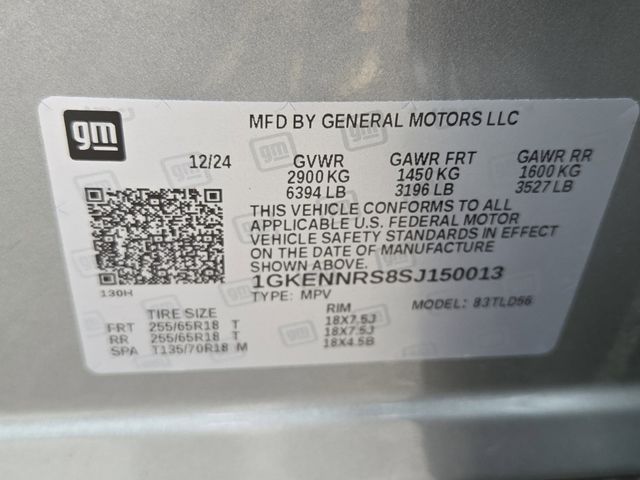 gm
MFD BY GENERAL MOTORS LLC
12/24 GVWR GAWR FRT GAWR RR
2900 KG 1450 KG 1600 KG
6394 LB 3196 LB 3527 LB
THIS VEHICLE CONFORMS TO ALL
APPLICABLE U.S. FEDERAL MOTOR
VEHICLE SAFETY STANDARDS IN EFFECT
ON THE DATE OF MANUFACTURE
SHOWN ABOVE.
1GKENNRS8SJ150013
130H TYPE: MPV MODEL: 83TLD56
TIRE SIZE RIM
FRT 255/65R18 T 18X7.5J
RR 255/65R18 T 18X7.5J
SPA T135/70R18 M 18X4.5B